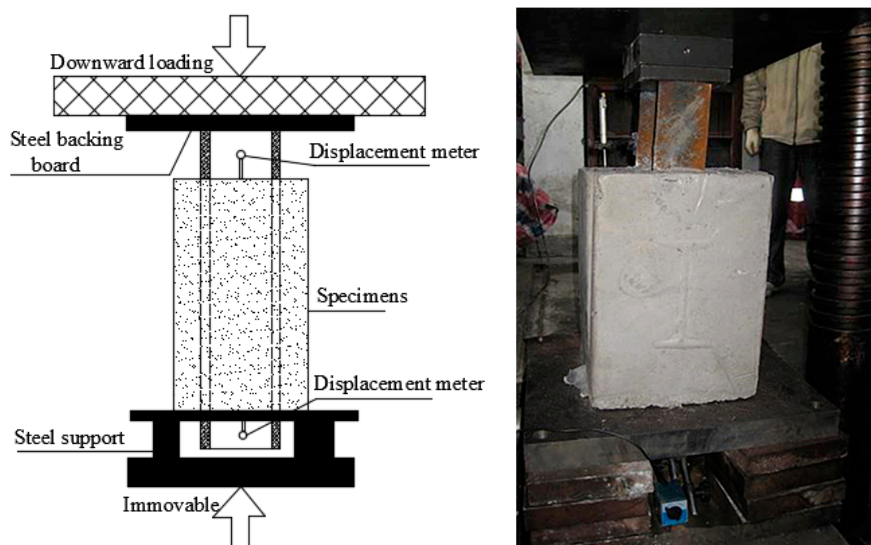 Downward loading
Steel backing
board
Displacement meter
Specimens
Displacement meter
Steel support
Immovable